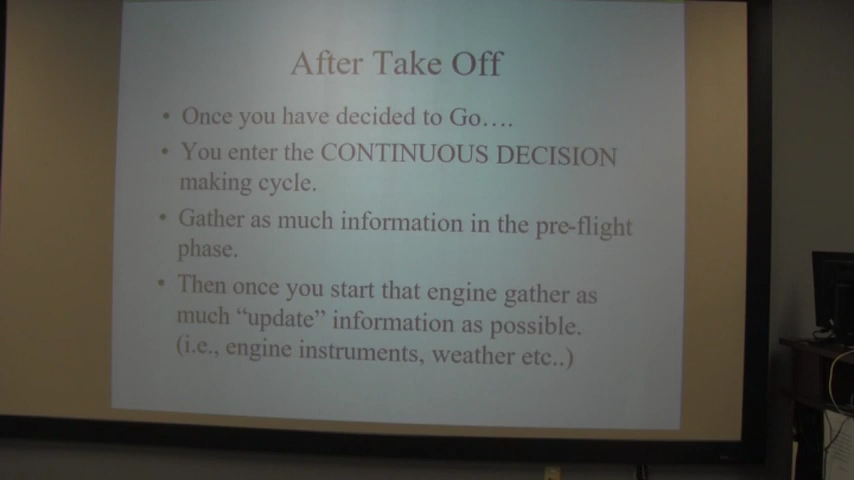 After Take Off
• Once you have decided to Go....
• You enter the CONTINUOUS DECISION
making cycle.
• Gather as much information in the pre-flight
phase.
• Then once you start that engine gather as
much “update” information as possible.
(i.e., engine instruments, weather etc..)